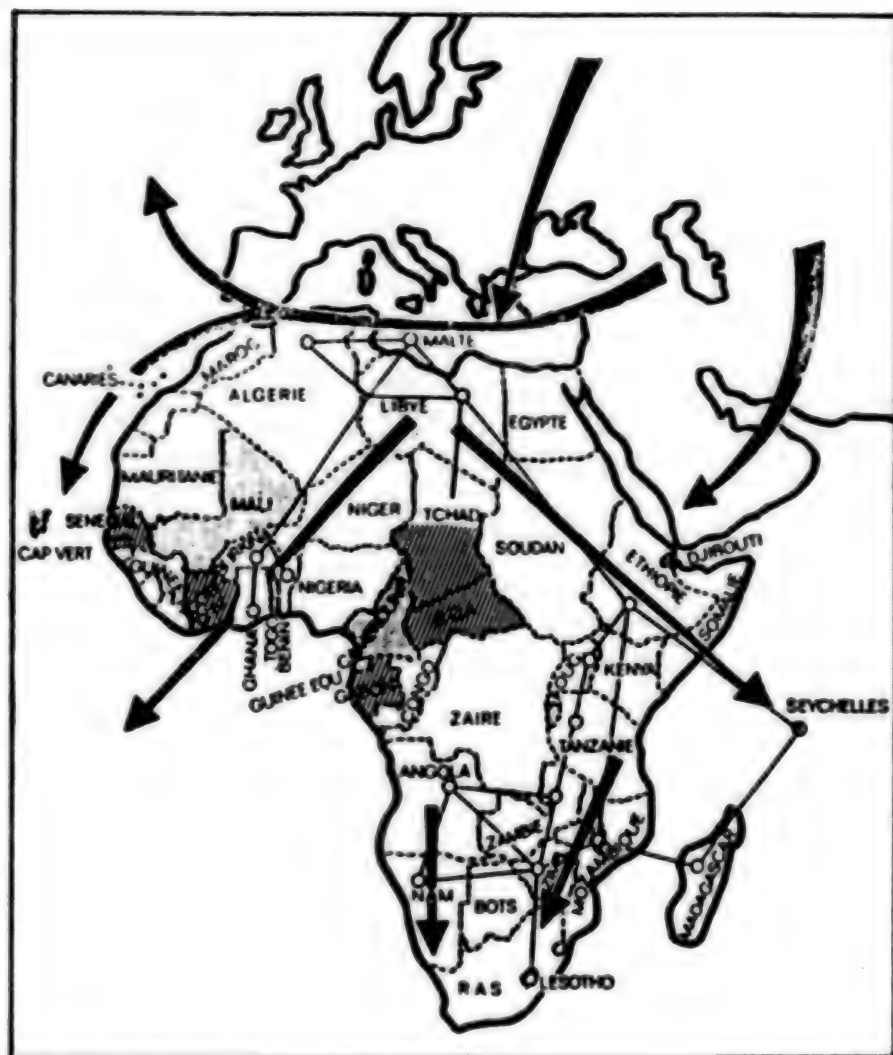 MALTE
MAROC
CANARIES
ALGERIE
LIBYE
EGYPTE
MAURITANIE
MALI
NIGER
TCHAD
SENEGAL
CAP VERT
SOUDAN
DJIBOUTI
ETHIOPIE
SOMALIE
NIGERIA
GHANA
TOGO
BENIN
GUINEE EQU
CONGO
KENYA
ZAIRE
SEYCHELLES
TANZANIE
ANGOLA
ZAMBIE
MOZAMBIQUE
MADAGASCAR
NAM
BOTS
RAS
LESOTHO